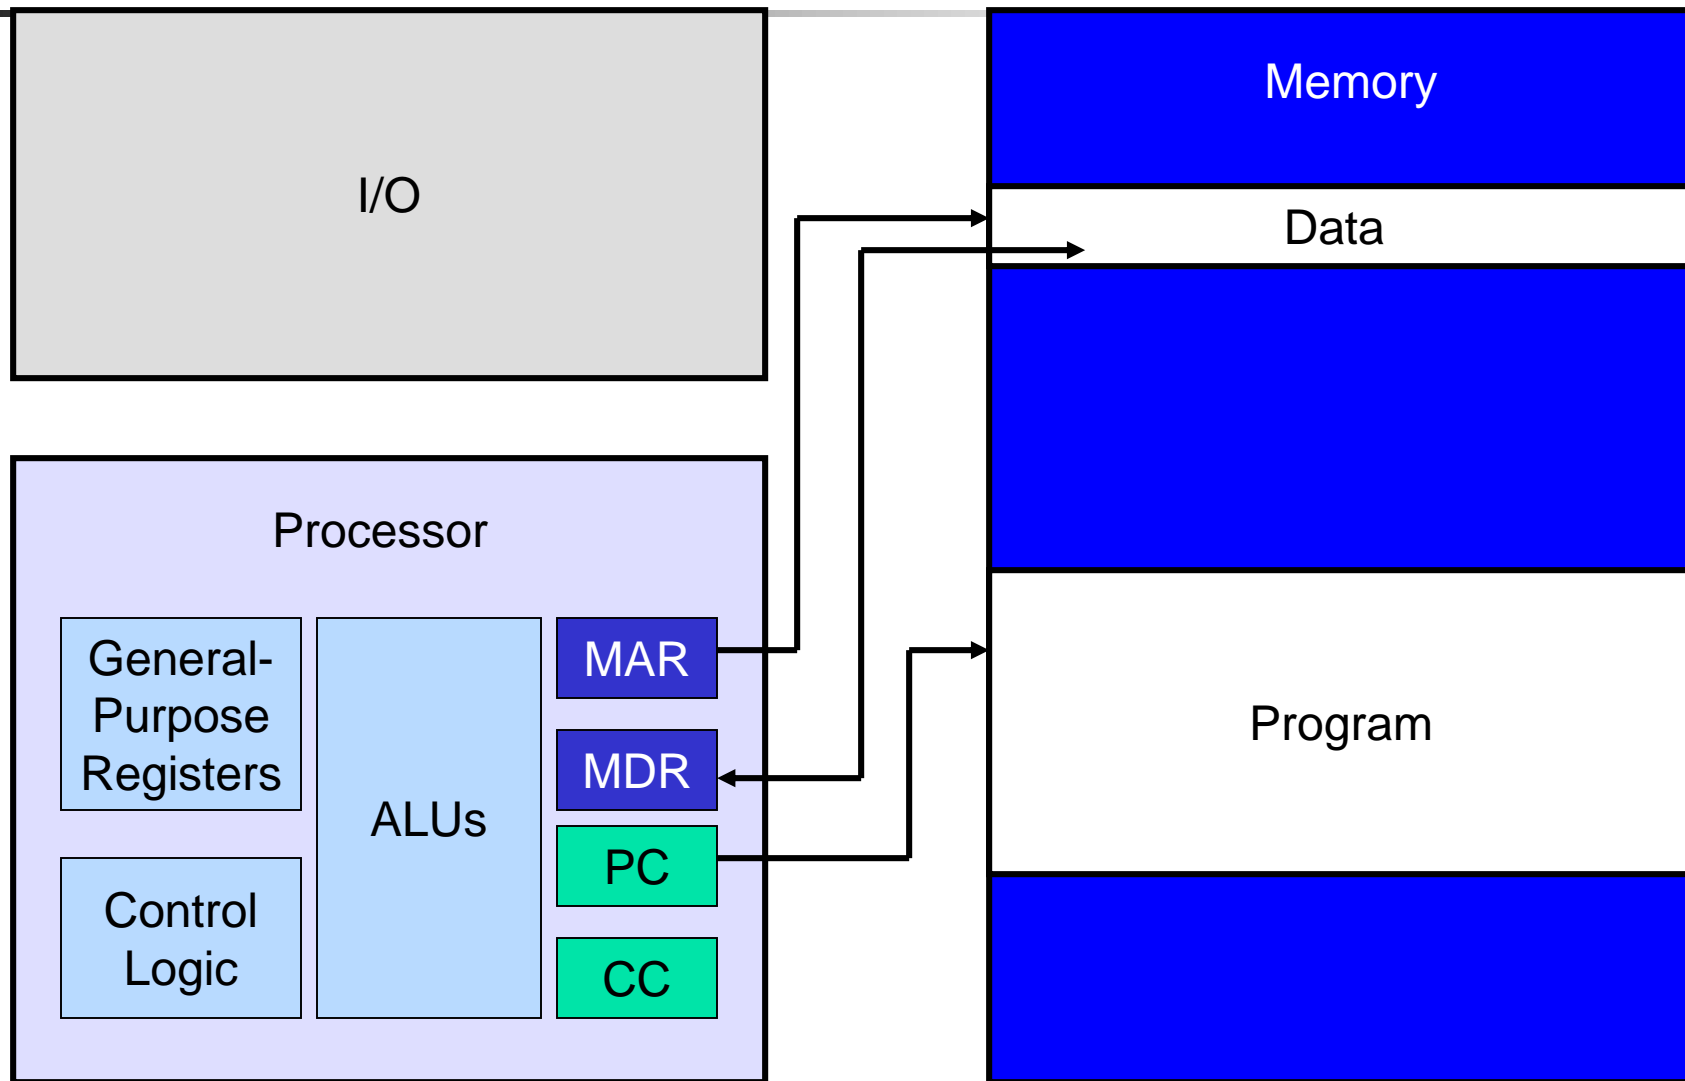 I/O
Memory
Data
Processor
General-
Purpose
Registers
Control
Logic
ALUs
MAR
MDR
PC
CC
Program